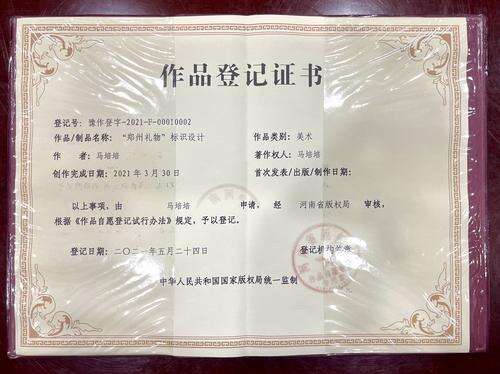 作品登记证书
登记号：豫作登字-2021-F-00010002
作品/制品名称：“郑州礼物”标识设计 作品类别：美术
作 者：马培培 著作权人：马培培
创作完成日期：2021年3月30日 首次发表/出版/制作日期：
以上事项，由 马培培 申请，经 河南省版权局 审核，
根据《作品自愿登记试行办法》规定，予以登记。
登记日期：二〇二一年五月二十四日 登记机构签章
中华人民共和国国家版权局统一监制